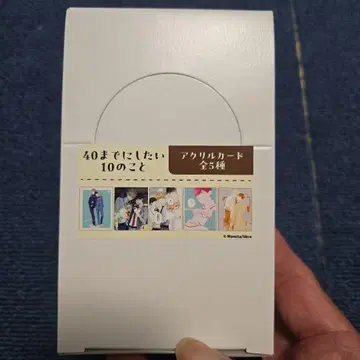 40までにしたい
10のこと
アクリルカード
全5種